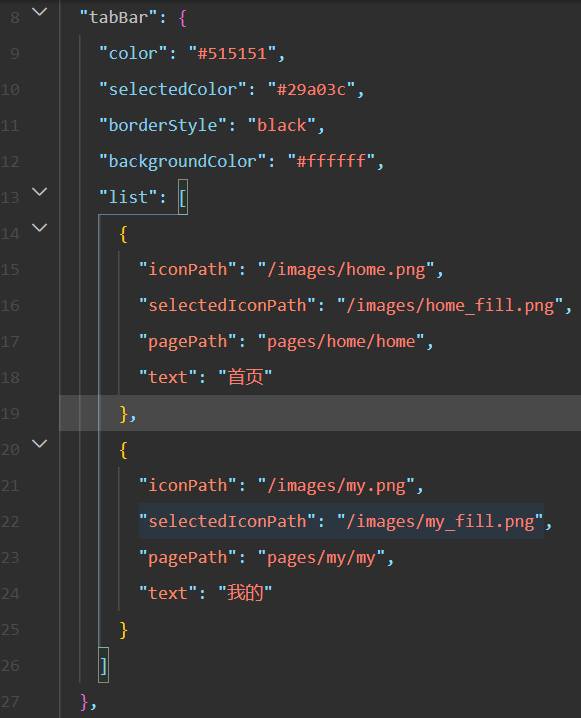 8 "tabBar": {
9 "color": "#515151",
10 "selectedColor": "#29a03c",
11 "borderStyle": "black",
12 "backgroundColor": "#ffffff",
13 "list": [
14 {
15 "iconPath": "/images/home.png",
16 "selectedIconPath": "/images/home_fill.png",
17 "pagePath": "pages/home/home",
18 "text": "首页"
19 },
20 {
21 "iconPath": "/images/my.png",
22 "selectedIconPath": "/images/my_fill.png",
23 "pagePath": "pages/my/my",
24 "text": "我的"
25 }
26 ]
27 },